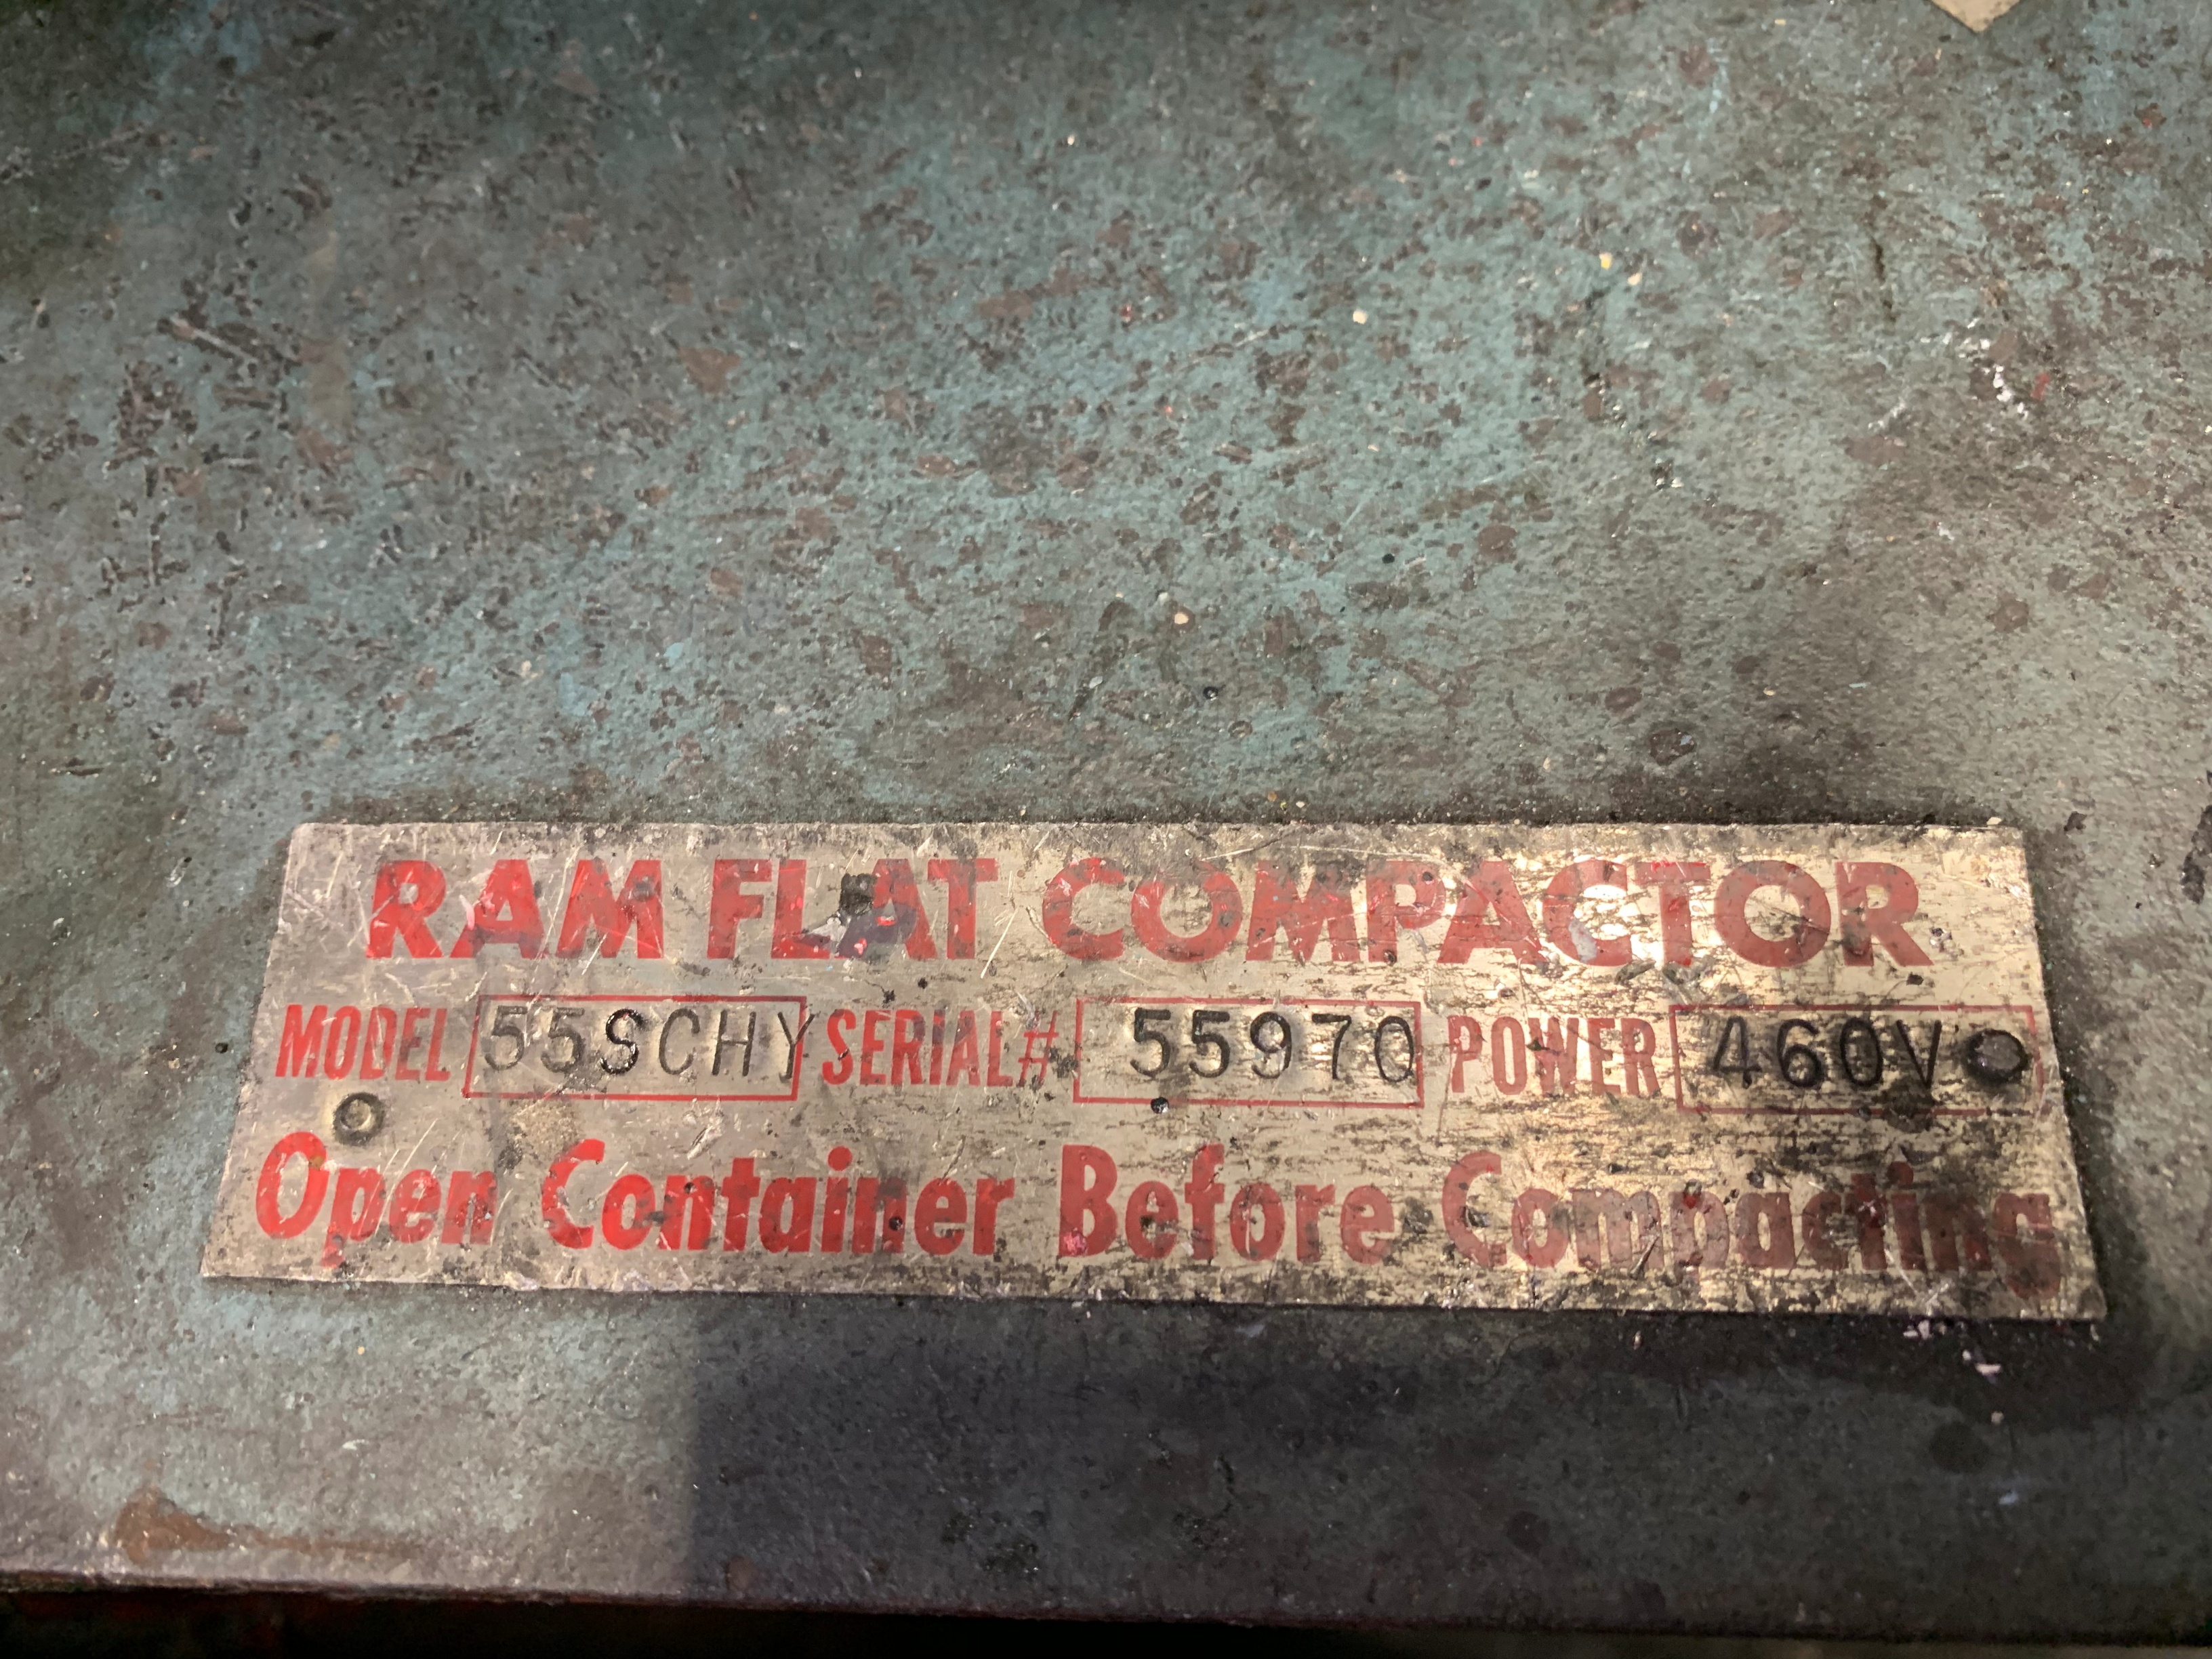 RAM FLAT COMPACTOR
MODEL 55SCHY SERIAL# 55970 POWER 460V
Open Container Before Compacting